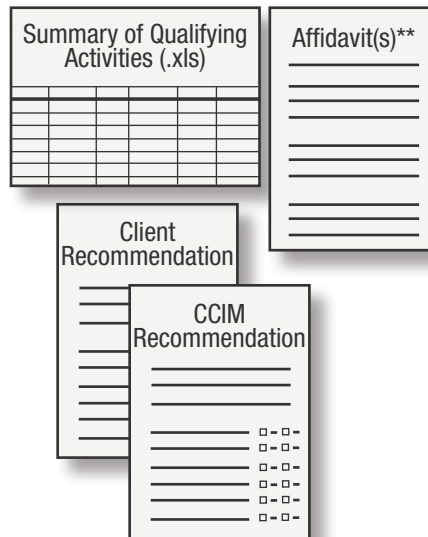 Summary of Qualifying
Activities (.xls)
Affidavit(s)**
Client
Recommendation
CCIM
Recommendation